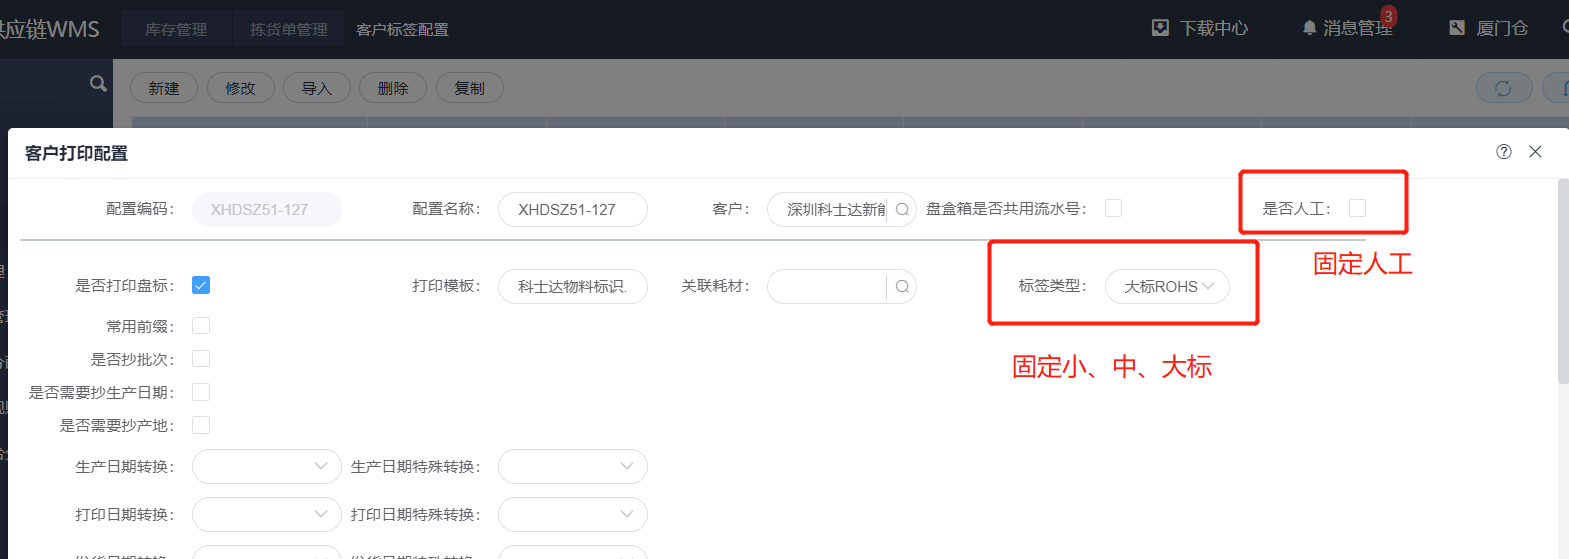 供应链WMS 库存管理 拣货单管理 客户标签配置 下载中心 消息管理 3 厦门仓
新建 修改 导入 删除 复制
客户打印配置
配置编码： XHDSZ51-127 配置名称： XHDSZ51-127 客户： 深圳科士达新能 盘盒箱是否共用流水号： 是否人工：
固定人工
是否打印盘标： 打印模板： 科士达物料标识. 关联耗材： 标签类型： 大标ROHS
常用前缀：
是否抄批次：
固定小、中、大标
是否需要抄生产日期：
是否需要抄产地：
生产日期转换： 生产日期特殊转换：
打印日期转换： 打印日期特殊转换：